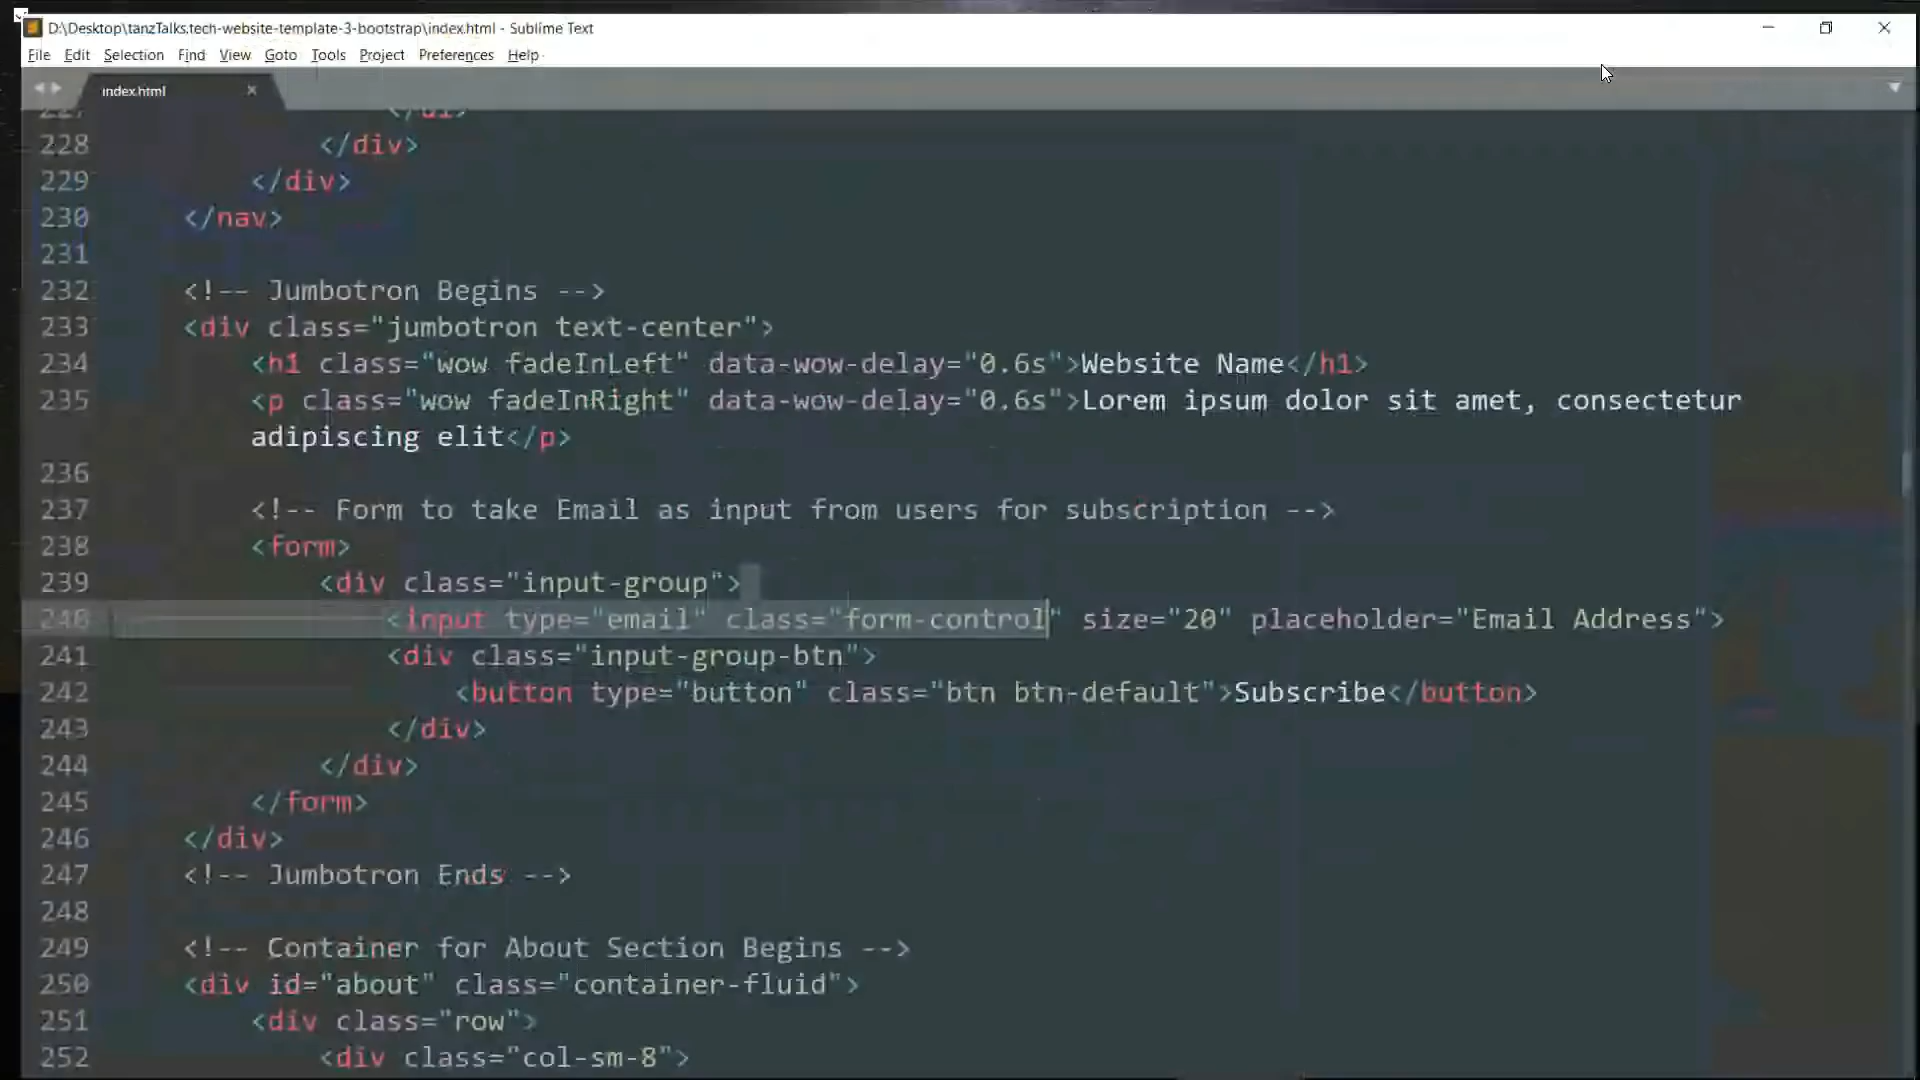 D:\Desktop\tanzTalks.tech-website-template-3-bootstrap\index.html - Sublime Text
File Edit Selection Find View Goto Tools Project Preferences Help
index.html
227 </ul>
228 </div>
229 </div>
230 </nav>
231
232 <!-- Jumbotron Begins -->
233 <div class="jumbotron text-center">
234 <h1 class="wow fadeInLeft" data-wow-delay="0.6s">Website Name</h1>
235 <p class="wow fadeInRight" data-wow-delay="0.6s">Lorem ipsum dolor sit amet, consectetur
adipiscing elit</p>
236
237 <!-- Form to take Email as input from users for subscription -->
238 <form>
239 <div class="input-group">
240 <input type="email" class="form-control" size="20" placeholder="Email Address">
241 <div class="input-group-btn">
242 <button type="button" class="btn btn-default">Subscribe</button>
243 </div>
244 </div>
245 </form>
246 </div>
247 <!-- Jumbotron Ends -->
248
249 <!-- Container for About Section Begins -->
250 <div id="about" class="container-fluid">
251 <div class="row">
252 <div class="col-sm-8">